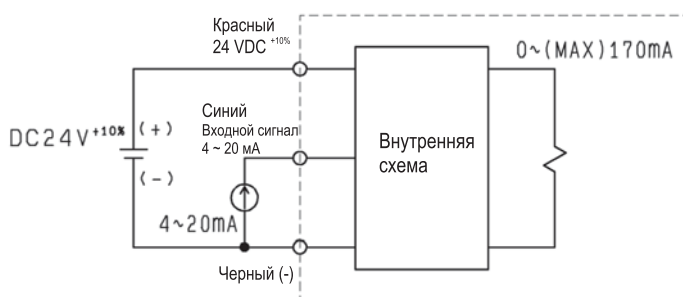 Красный
24 VDC +10%
0~(MAX)170mA
Синий
Входной сигнал
4 ~ 20 мА
DC24V+10%
(+)
(-)
Внутренняя
схема
4~20mA
Черный (-)